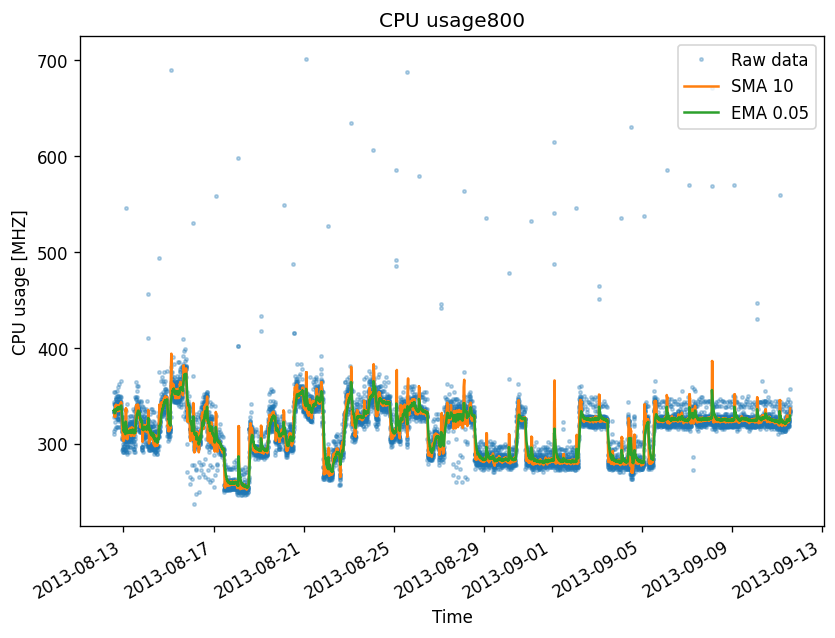 CPU usage800
Raw data
SMA 10
EMA 0.05
CPU usage [MHZ]
700
600
500
400
300
2013-08-13
2013-08-17
2013-08-21
2013-08-25
2013-08-29
2013-09-01
2013-09-05
2013-09-09
2013-09-13
Time